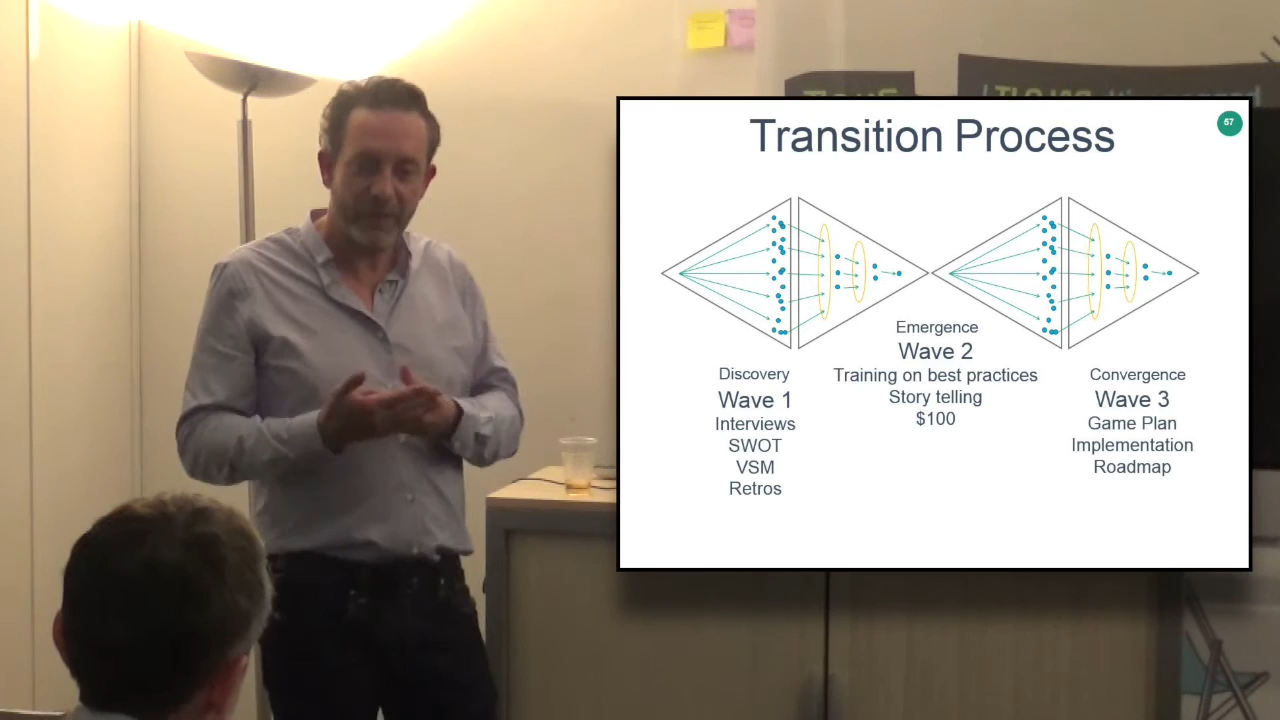 Transition Process
57
Emergence
Wave 2
Training on best practices
Story telling
$100
Discovery
Wave 1
Interviews
SWOT
VSM
Retros
Convergence
Wave 3
Game Plan
Implementation
Roadmap